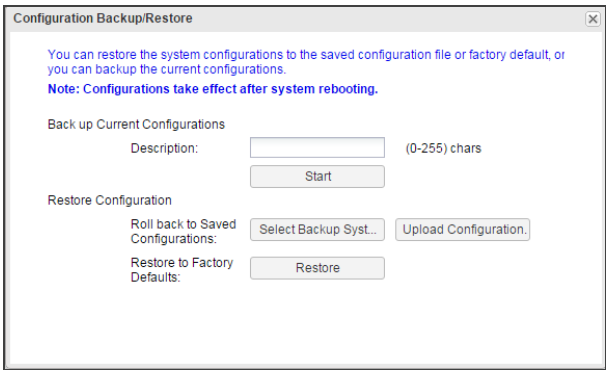 Configuration Backup/Restore
You can restore the system configurations to the saved configuration file or factory default, or
you can backup the current configurations.
Note: Configurations take effect after system rebooting.
Back up Current Configurations
Description: (0-255) chars
Start
Restore Configuration
Roll back to Saved
Configurations:
Select Backup Syst... Upload Configuration.
Restore to Factory
Defaults:
Restore